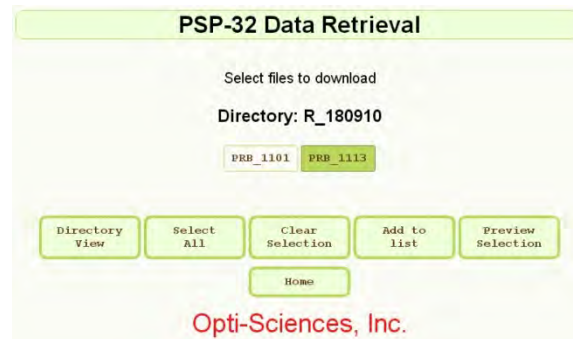 PSP-32 Data Retrieval
Select files to download
Directory: R_180910
PRB_1101 PRB_1113
Directory View Select All Clear Selection Add to list Preview Selection
Home
Opti-Sciences, Inc.